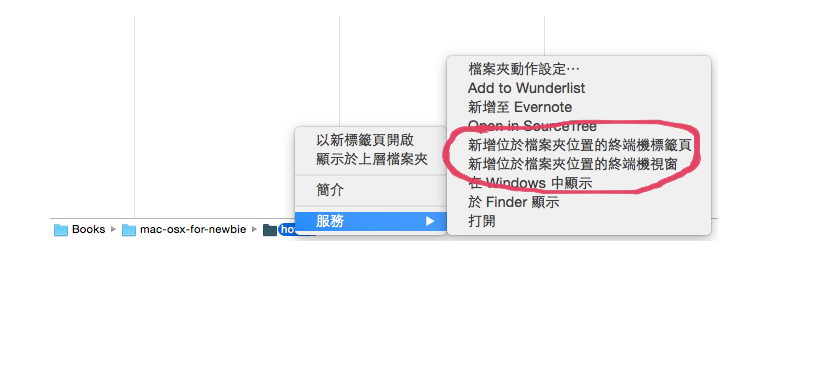 檔案夾動作設定…
Add to Wunderlist
新增至 Evernote
Open in SourceTree
新增位於檔案夾位置的終端機標籤頁
新增位於檔案夾位置的終端機視窗
在 Windows 中顯示
於 Finder 顯示
打開
以新標籤頁開啟
顯示於上層檔案夾
簡介
服務
Books ▸ mac-osx-for-newbie ▸